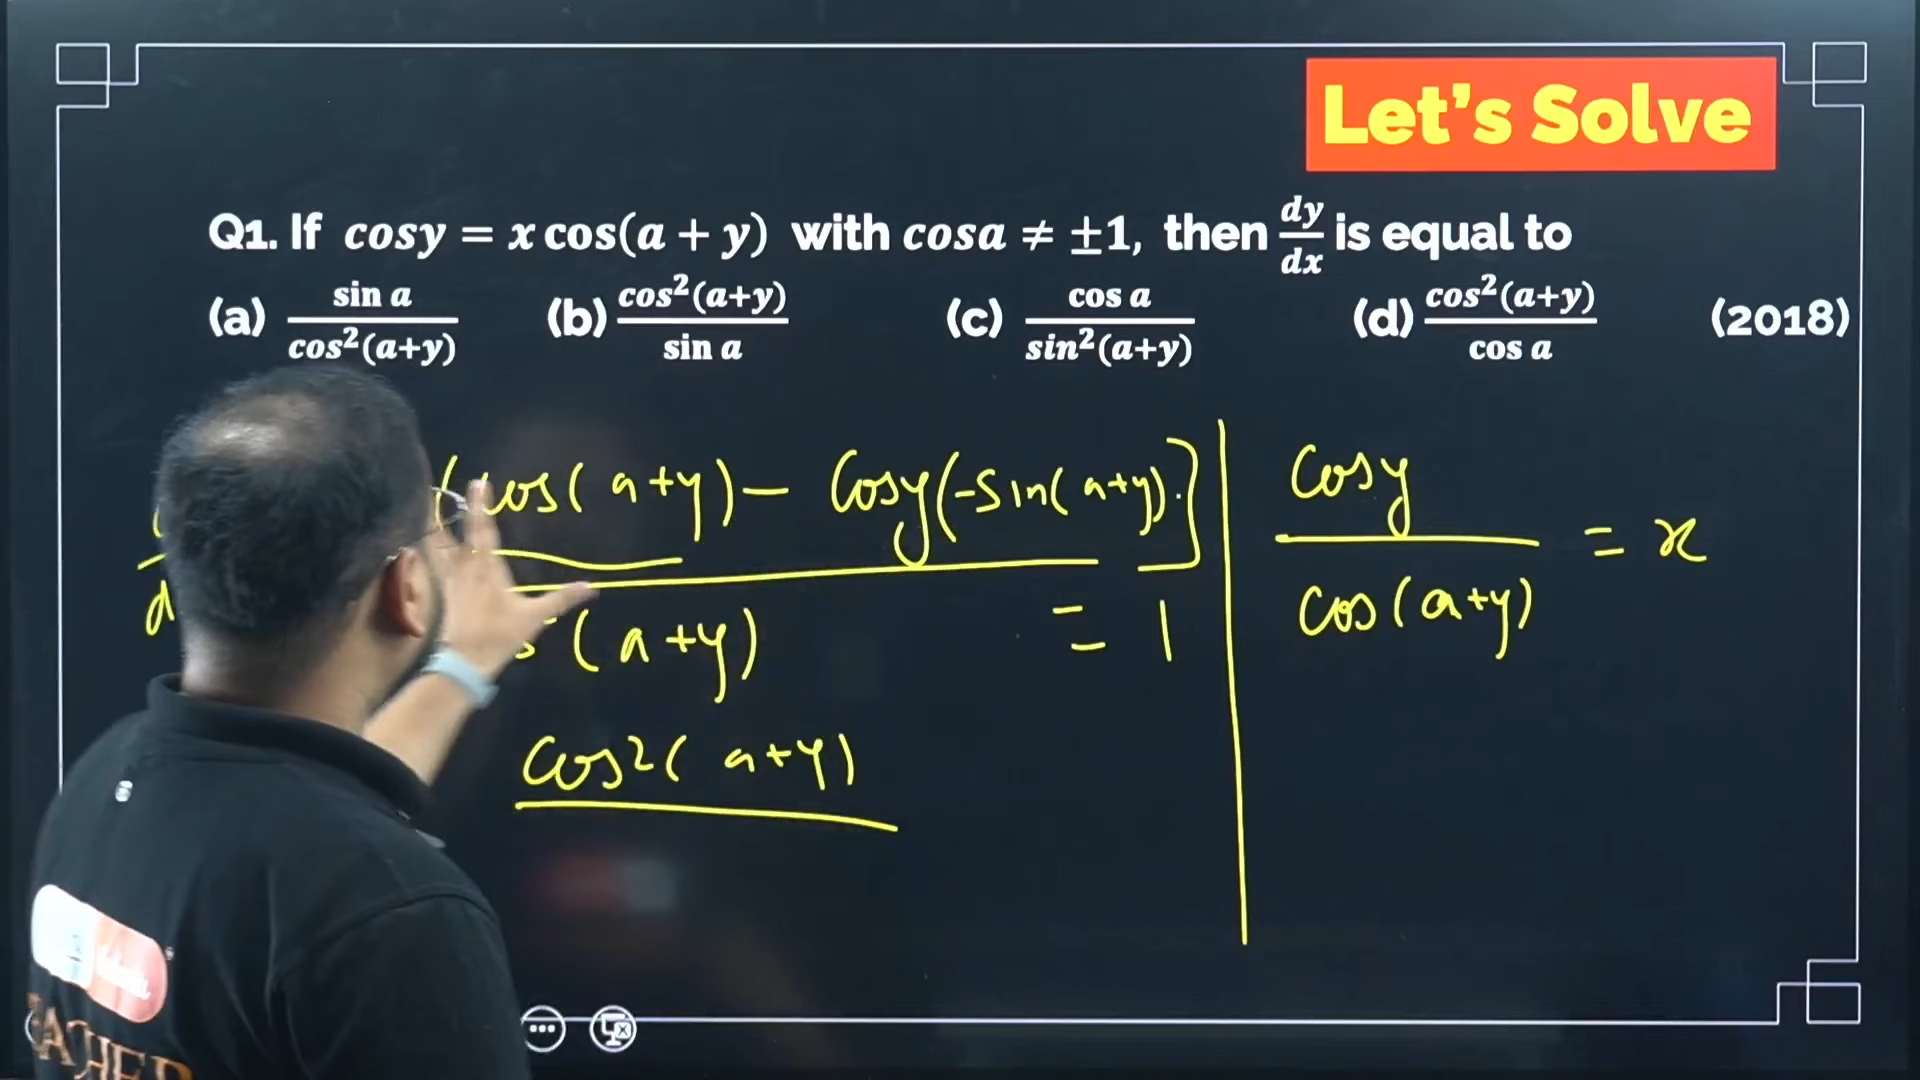 Let's Solve
Q1. If cosy = x cos(a + y) with cosa ≠ ±1, then dy/dx is equal to
(a) sin a / cos²(a+y) (b) cos²(a+y) / sin a (c) cos a / sin²(a+y) (d) cos²(a+y) / cos a (2018)
(cos(a+y) – Cosy(-sin(a+y).]
(a+y) = 1
cos2(a+y)
Cosy / cos(a+y) = x